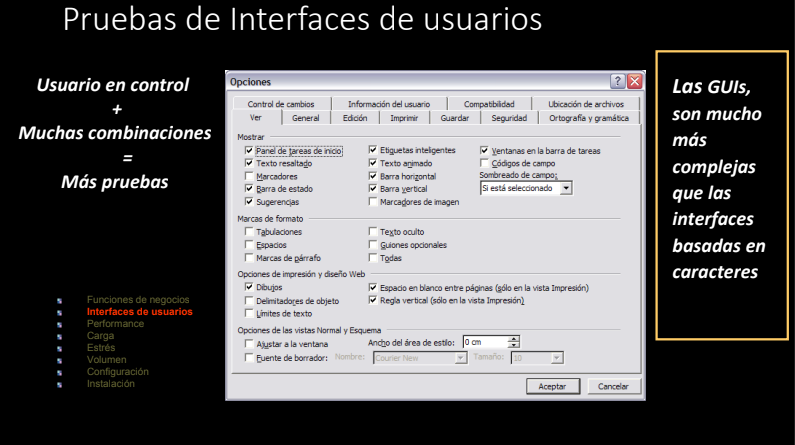 Pruebas de Interfaces de usuarios
Usuario en control
+
Muchas combinaciones
=
Más pruebas
Opciones
Control de cambios Información del usuario Compatibilidad Ubicación de archivos
Ver General Edición Imprimir Guardar Seguridad Ortografía y gramática
Mostrar
Panel de tareas de inicio Etiquetas inteligentes Ventanas en la barra de tareas
Texto resaltado Texto animado Códigos de campo
Marcadores Barra horizontal Sombreado de campo:
Barra de estado Barra vertical Si está seleccionado
Sugerencias Marcadores de imagen
Marcas de formato
Tabulaciones Texto oculto
Espacios Guiones opcionales
Marcas de párrafo Todas
Opciones de impresión y diseño Web
Dibujos Espacio en blanco entre páginas (sólo en la vista Impresión)
Delimitadores de objeto Regla vertical (sólo en la vista Impresión)
Límites de texto
Opciones de las vistas Normal y Esquema
Ajustar a la ventana Ancho del área de estilo: 0 cm
Fuente de borrador: Nombre: Courier New Tamaño: 10
Aceptar Cancelar
Las GUIs,
son mucho
más
complejas
que las
interfaces
basadas en
caracteres
Funciones de negocios
Interfaces de usuarios
Performance
Carga
Estrés
Volumen
Configuración
Instalación